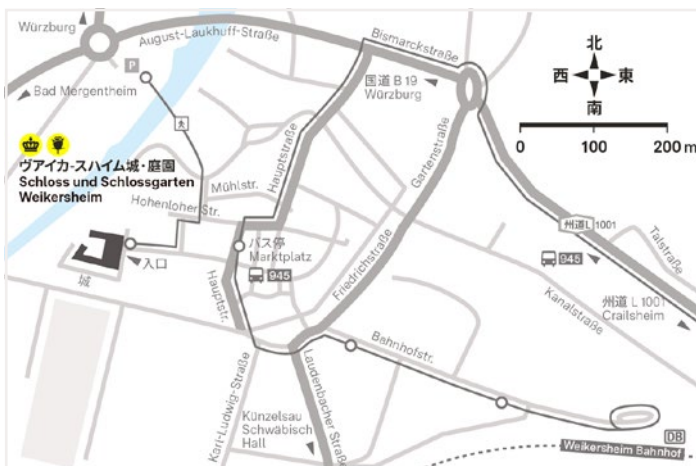 Würzburg
August-Laukhuff-Straße
Bismarckstraße
P
国道 B 19
Würzburg
Bad Mergentheim
北
西 東
南
0 100 200 m
ヴアイカ-スハイム城・庭園
Schloss und Schlossgarten
Weikersheim
Mühlstr.
Hauptstraße
Gartenstraße
Hohenloher Str.
バス停
Marktplatz
945
入口
城
Hauptstr.
Friedrichstraße
州道L 1001
945
Talstraße
Kanalstraße
州道 L 1001
Crailsheim
Bahnhofstr.
Karl-Ludwig-Straße
Laudenbacher Straße
Künzelsau
Schwäbisch
Hall
DB
Weikersheim Bahnhof